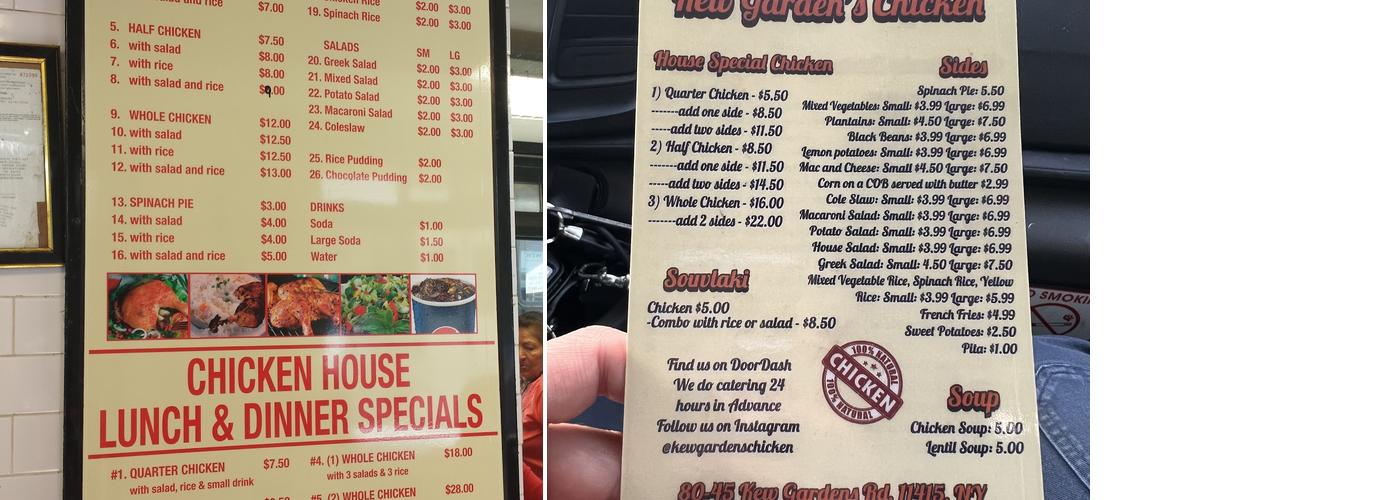 $7.00
5. HALF CHICKEN $7.50
6. with salad $8.00
7. with rice $8.00
8. with salad and rice $9.00
9. WHOLE CHICKEN $12.00
10. with salad $12.50
11. with rice $12.50
12. with salad and rice $13.00
13. SPINACH PIE $3.00
14. with salad $4.00
15. with rice $4.00
16. with salad and rice $5.00
$2.00 $3.00
19. Spinach Rice $2.00 $3.00
SALADS SM LG
20. Greek Salad $2.00 $3.00
21. Mixed Salad $2.00 $3.00
22. Potato Salad $2.00 $3.00
23. Macaroni Salad $2.00 $3.00
24. Coleslaw $2.00 $3.00
25. Rice Pudding $2.00
26. Chocolate Pudding $2.00
DRINKS
Soda $1.00
Large Soda $1.50
Water $1.00
CHICKEN HOUSE
LUNCH & DINNER SPECIALS
#1. QUARTER CHICKEN $7.50
with salad, rice & small drink
#4. (1) WHOLE CHICKEN $18.00
with 3 salads & 3 rice
#5. (2) WHOLE CHICKEN $28.00
Kew Garden's Chicken
House Special Chicken
1) Quarter Chicken - $5.50
-------add one side - $8.50
-----add two sides - $11.50
2) Half Chicken - $8.50
-------add one side - $11.50
-----add two sides - $14.50
3) Whole Chicken - $16.00
-------add 2 sides - $22.00
Souvlaki
Chicken $5.00
-Combo with rice or salad - $8.50
Find us on DoorDash
We do catering 24
hours in Advance
Follow us on Instagram
@kewgardenschicken
Sides
Spinach Pie: 5.50
Mixed Vegetables: Small: $3.99 Large: $6.99
Plantains: Small: $4.50 Large: $7.50
Black Beans: $3.99 Large: $6.99
Lemon potatoes: Small: $3.99 Large: $6.99
Mac and Cheese: Small $4.50 Large: $7.50
Corn on a COB served with butter $2.99
Cole Slaw: Small: $3.99 Large: $6.99
Macaroni Salad: Small: $3.99 Large: $6.99
Potato Salad: Small: $3.99 Large: $6.99
House Salad: Small: $3.99 Large: $6.99
Greek Salad: Small: 4.50 Large: $7.50
Mixed Vegetable Rice, Spinach Rice, Yellow
Rice: Small: $3.99 Large: $5.99
French Fries: $4.99
Sweet Potatoes: $2.50
Pita: $1.00
100% NATURAL
CHICKEN
100% NATURAL
Soup
Chicken Soup: 5.00
Lentil Soup: 5.00
80-45 Kew Gardens Rd, 11415, NY
SMOKI